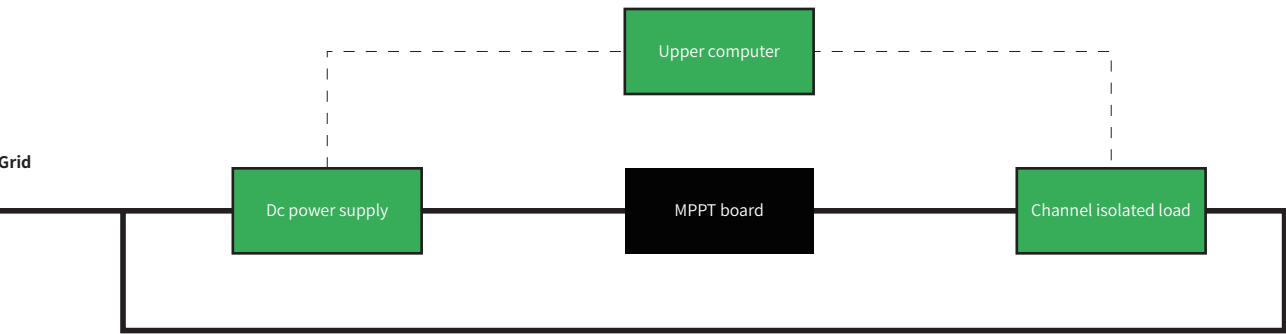 Upper computer
Grid
Dc power supply
MPPT board
Channel isolated load